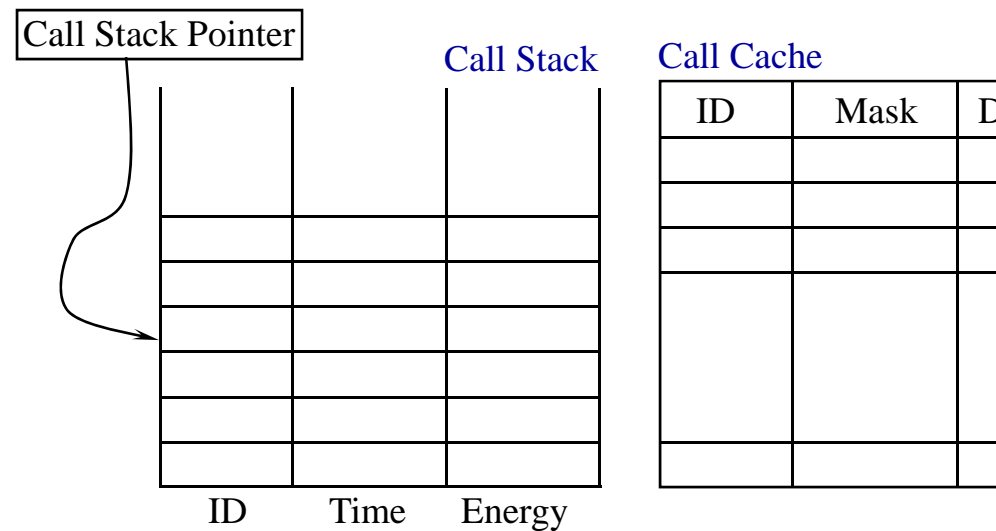 Call Stack Pointer
Call Stack
Call Cache
ID Mask
ID Time Energy